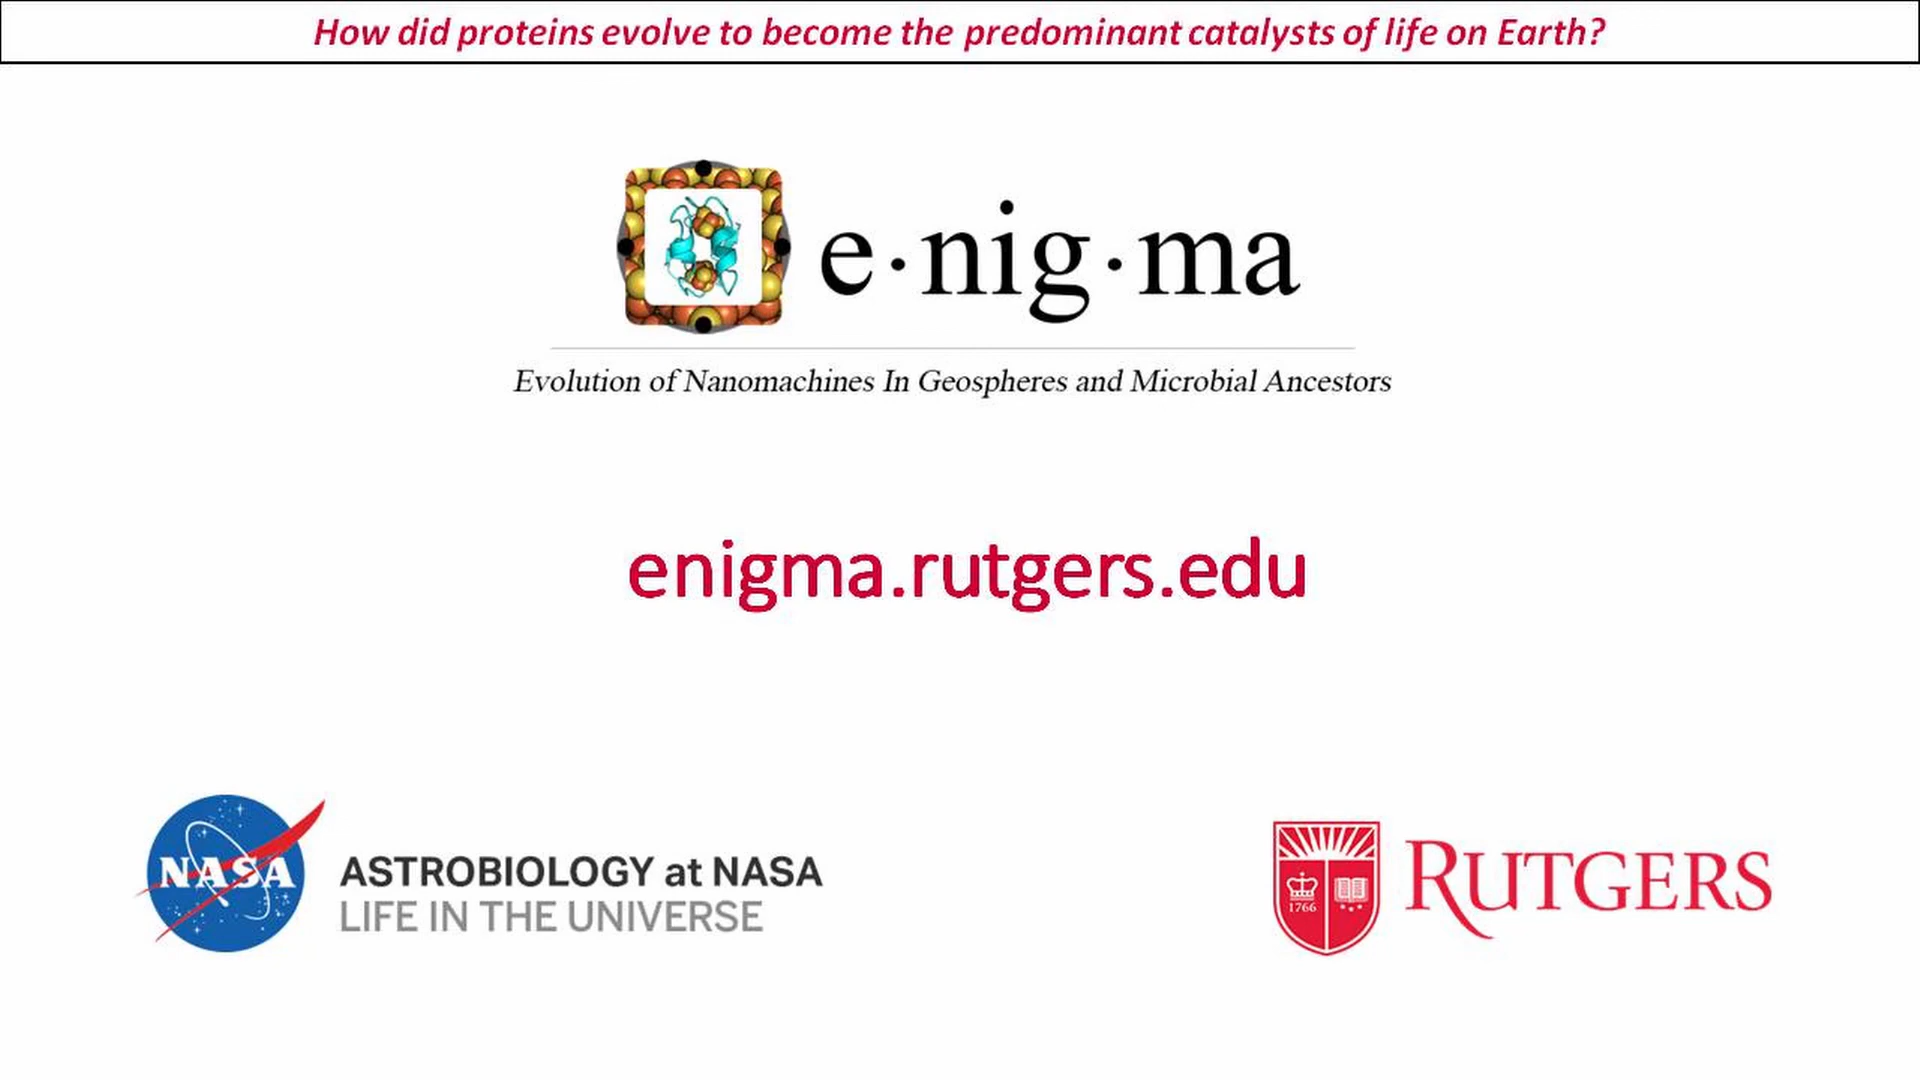 How did proteins evolve to become the predominant catalysts of life on Earth?
e·nig·ma
Evolution of Nanomachines In Geospheres and Microbial Ancestors
enigma.rutgers.edu
NASA
ASTROBIOLOGY at NASA
LIFE IN THE UNIVERSE
1766
RUTGERS